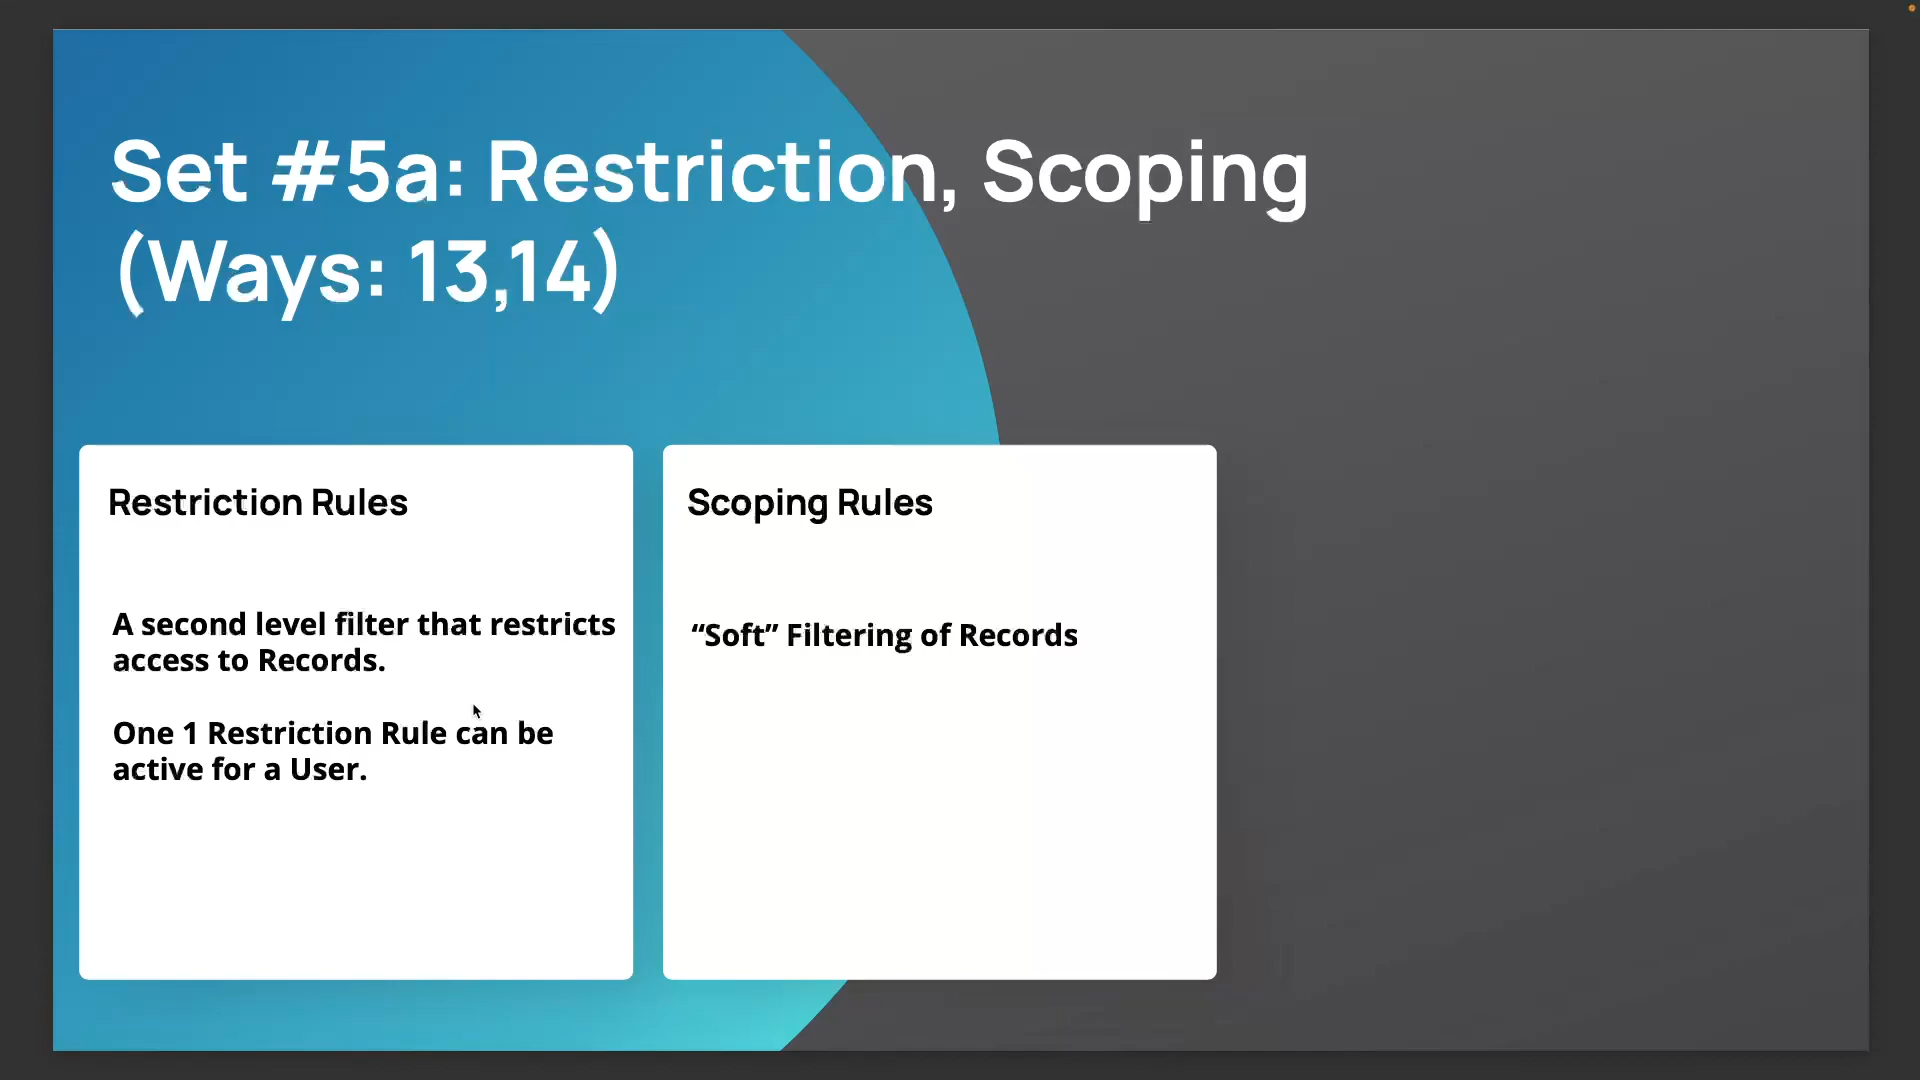 Set #5a: Restriction, Scoping
(Ways: 13,14)
Restriction Rules
A second level filter that restricts
access to Records.
One 1 Restriction Rule can be
active for a User.
Scoping Rules
“Soft” Filtering of Records